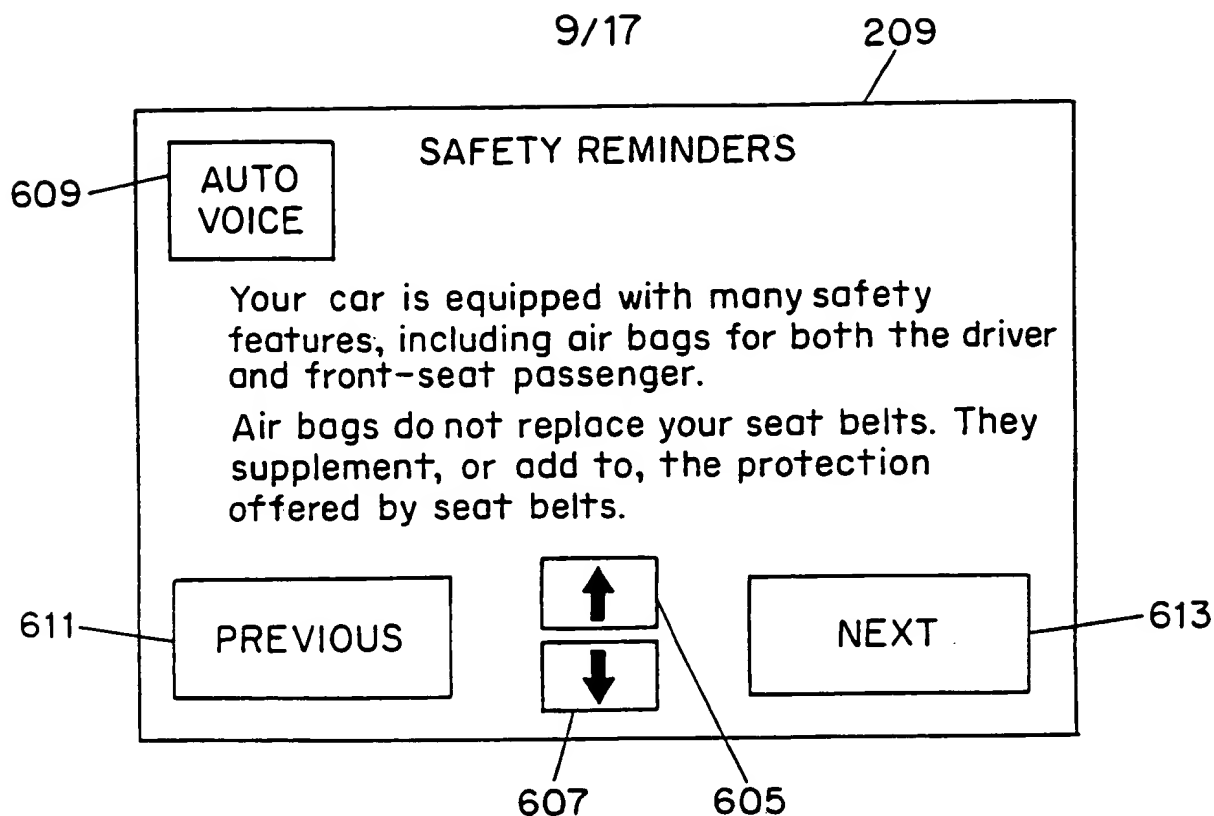 9/17
209
SAFETY REMINDERS
609
AUTO
VOICE
Your car is equipped with many safety
features, including air bags for both the driver
and front-seat passenger.
Air bags do not replace your seat belts. They
supplement, or add to, the protection
offered by seat belts.
611
PREVIOUS
NEXT
613
607
605